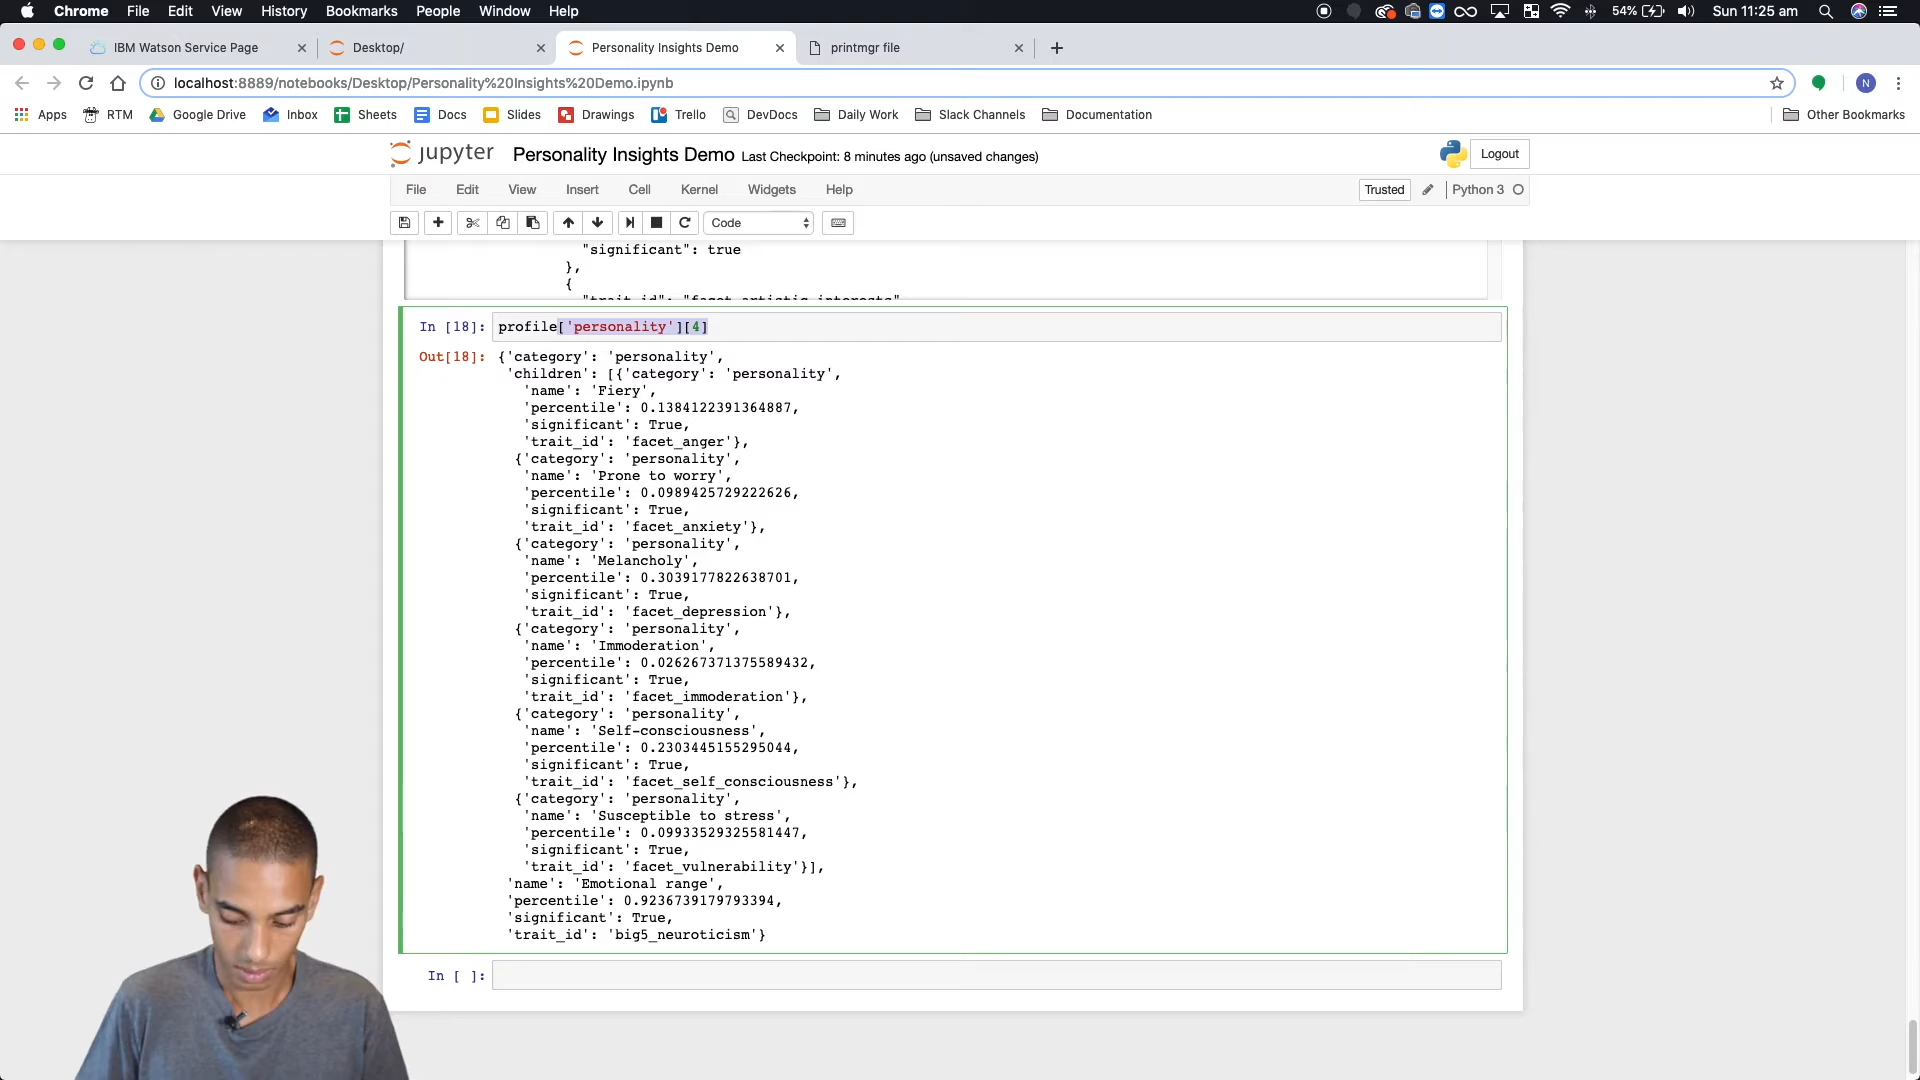 Chrome File Edit View History Bookmarks People Window Help 54% Sun 11:25 am
IBM Watson Service Page Desktop/ Personality Insights Demo printmgr file
localhost:8889/notebooks/Desktop/Personality%20Insights%20Demo.ipynb N
Apps RTM Google Drive Inbox Sheets Docs Slides Drawings Trello DevDocs Daily Work Slack Channels Documentation Other Bookmarks
jupyter Personality Insights Demo Last Checkpoint: 8 minutes ago (unsaved changes) Logout
File Edit View Insert Cell Kernel Widgets Help Trusted Python 3
Code
"significant": true
},
{
"trait_id": "facet_artistic_interests"
In [18]: profile['personality'][4]
Out[18]: {'category': 'personality',
'children': [{'category': 'personality',
'name': 'Fiery',
'percentile': 0.1384122391364887,
'significant': True,
'trait_id': 'facet_anger'},
{'category': 'personality',
'name': 'Prone to worry',
'percentile': 0.0989425729222626,
'significant': True,
'trait_id': 'facet_anxiety'},
{'category': 'personality',
'name': 'Melancholy',
'percentile': 0.3039177822638701,
'significant': True,
'trait_id': 'facet_depression'},
{'category': 'personality',
'name': 'Immoderation',
'percentile': 0.026267371375589432,
'significant': True,
'trait_id': 'facet_immoderation'},
{'category': 'personality',
'name': 'Self-consciousness',
'percentile': 0.2303445155295044,
'significant': True,
'trait_id': 'facet_self_consciousness'},
{'category': 'personality',
'name': 'Susceptible to stress',
'percentile': 0.09933529325581447,
'significant': True,
'trait_id': 'facet_vulnerability'}],
'name': 'Emotional range',
'percentile': 0.9236739179793394,
'significant': True,
'trait_id': 'big5_neuroticism'}
In [ ]: